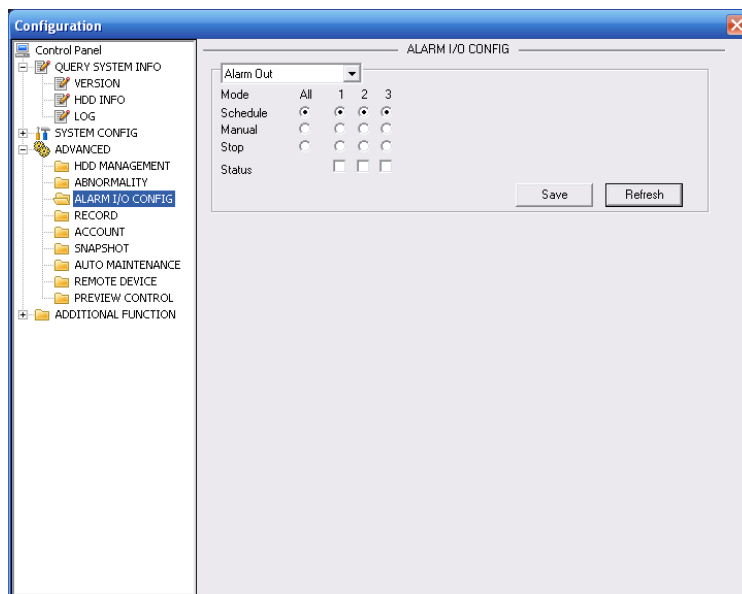 Configuration
Control Panel
QUERY SYSTEM INFO
VERSION
HDD INFO
LOG
SYSTEM CONFIG
ADVANCED
HDD MANAGEMENT
ABNORMALITY
ALARM I/O CONFIG
RECORD
ACCOUNT
SNAPSHOT
AUTO MAINTENANCE
REMOTE DEVICE
PREVIEW CONTROL
ADDITIONAL FUNCTION
ALARM I/O CONFIG
Alarm Out
Mode All 1 2 3
Schedule
Manual
Stop
Status
Save Refresh